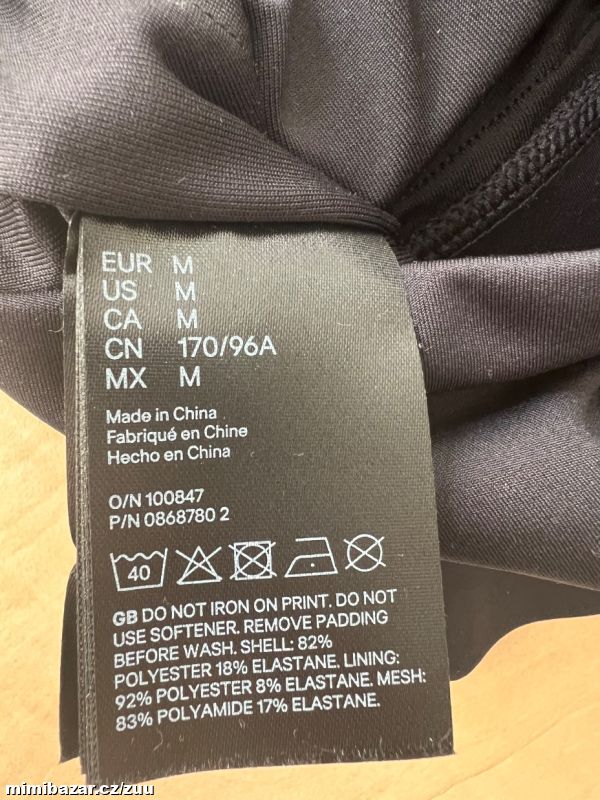 EUR M
US M
CA M
CN 170/96A
MX M
Made in China
Fabriqué en Chine
Hecho en China
O/N 100847
P/N 0868780 2
40
GB DO NOT IRON ON PRINT. DO NOT
USE SOFTENER. REMOVE PADDING
BEFORE WASH. SHELL: 82%
POLYESTER 18% ELASTANE. LINING:
92% POLYESTER 8% ELASTANE. MESH:
83% POLYAMIDE 17% ELASTANE.
mimibazar.cz/zuu